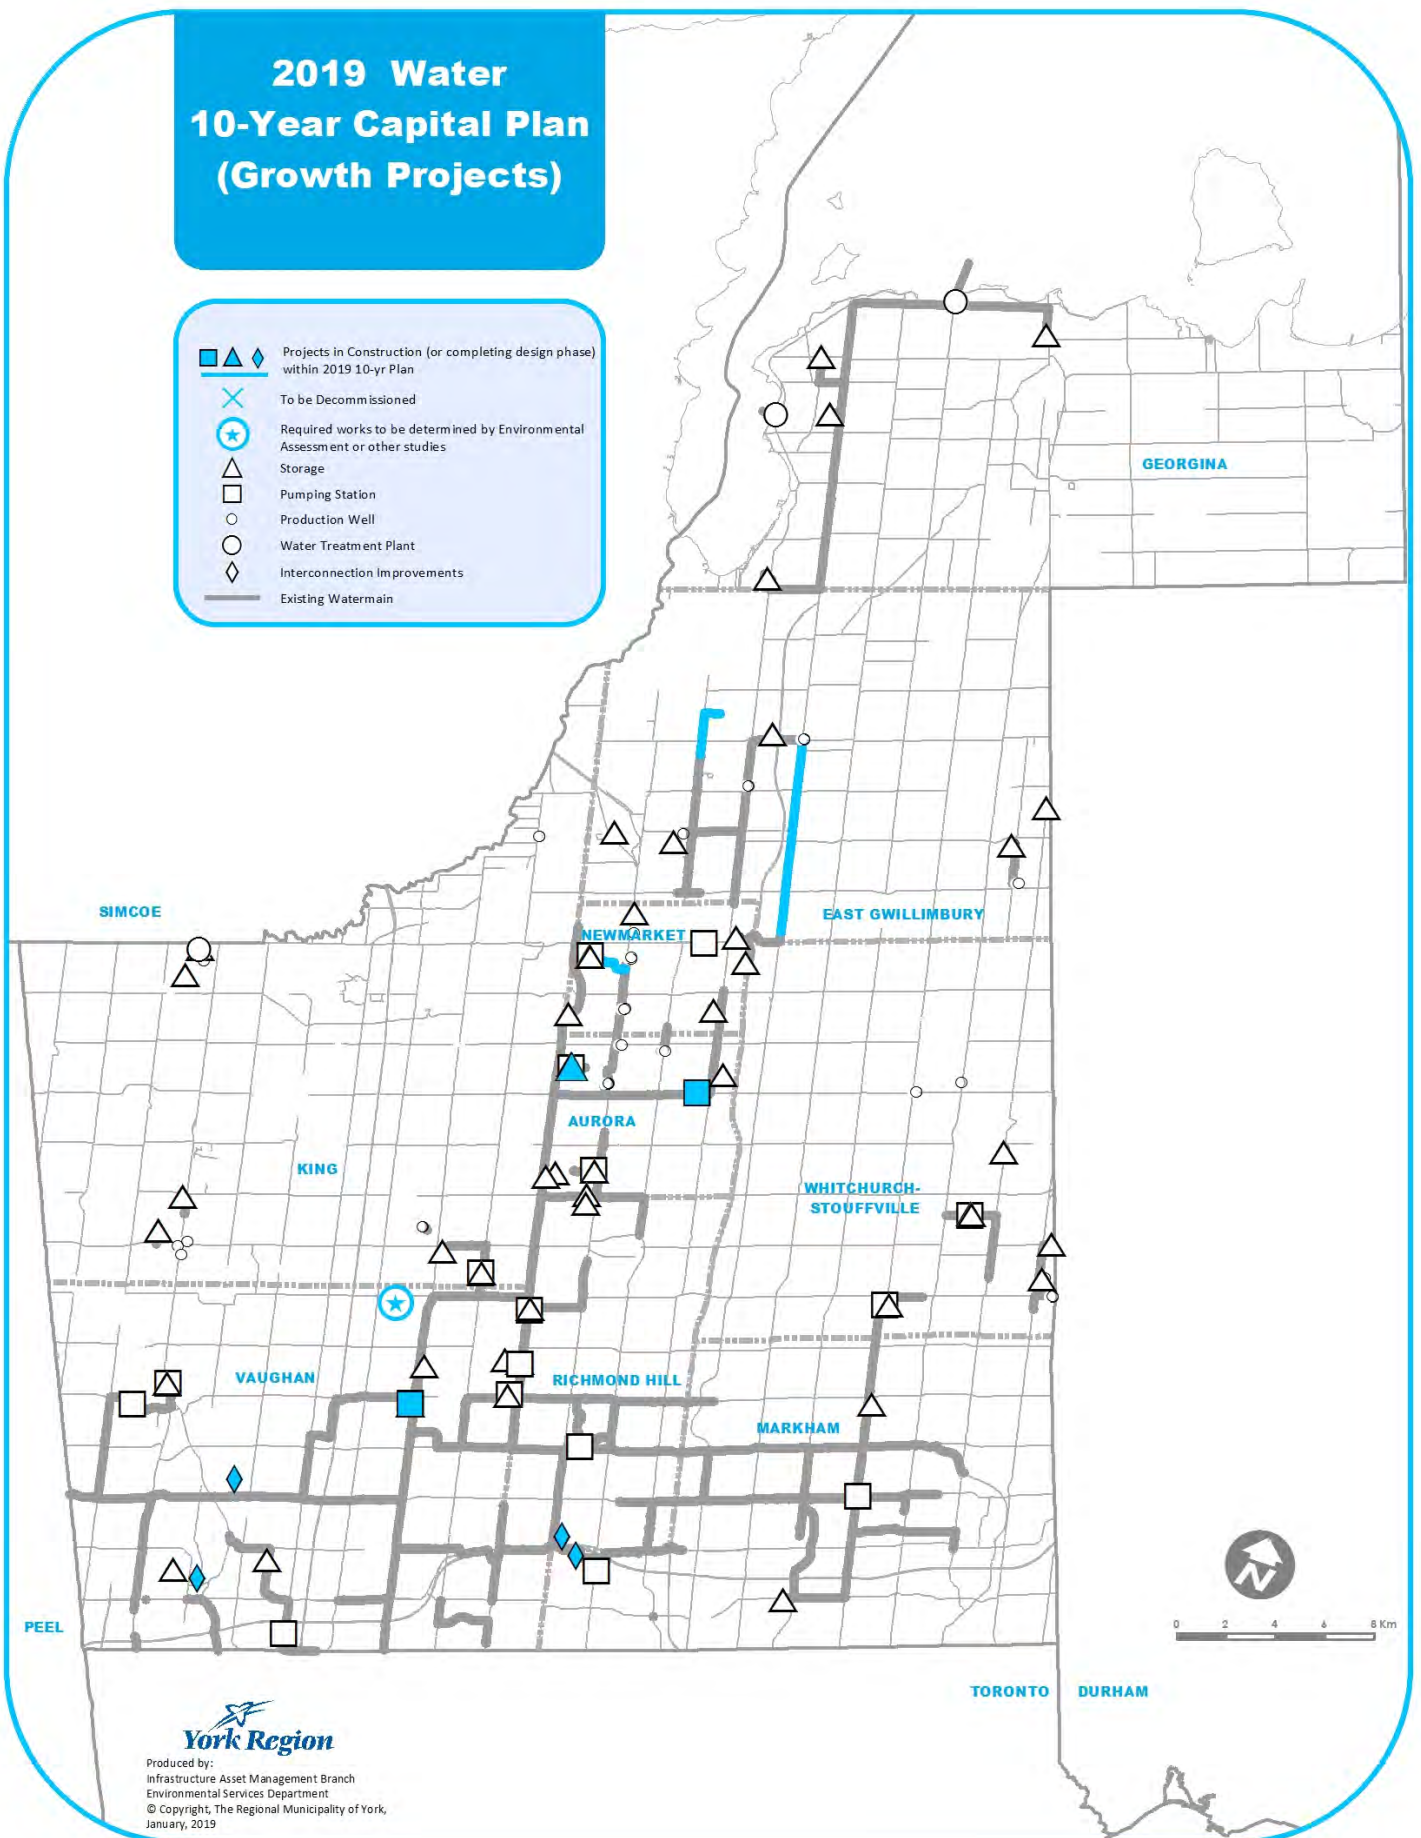 2019 Water
10-Year Capital Plan
(Growth Projects)
Projects in Construction (or completing design phase)
within 2019 10-yr Plan
To be Decommissioned
Required works to be determined by Environmental
Assessment or other studies
Storage
Pumping Station
Production Well
Water Treatment Plant
Interconnection Improvements
Existing Watermain
GEORGINA
SIMCOE
EAST GWILLIMBURY
NEWMARKET
AURORA
KING
WHITCHURCH-
STOUFFVILLE
VAUGHAN
RICHMOND HILL
MARKHAM
N
PEEL
0 2 4 6 8 Km
TORONTO
DURHAM
York Region
Produced by:
Infrastructure Asset Management Branch
Environmental Services Department
© Copyright, The Regional Municipality of York,
January, 2019